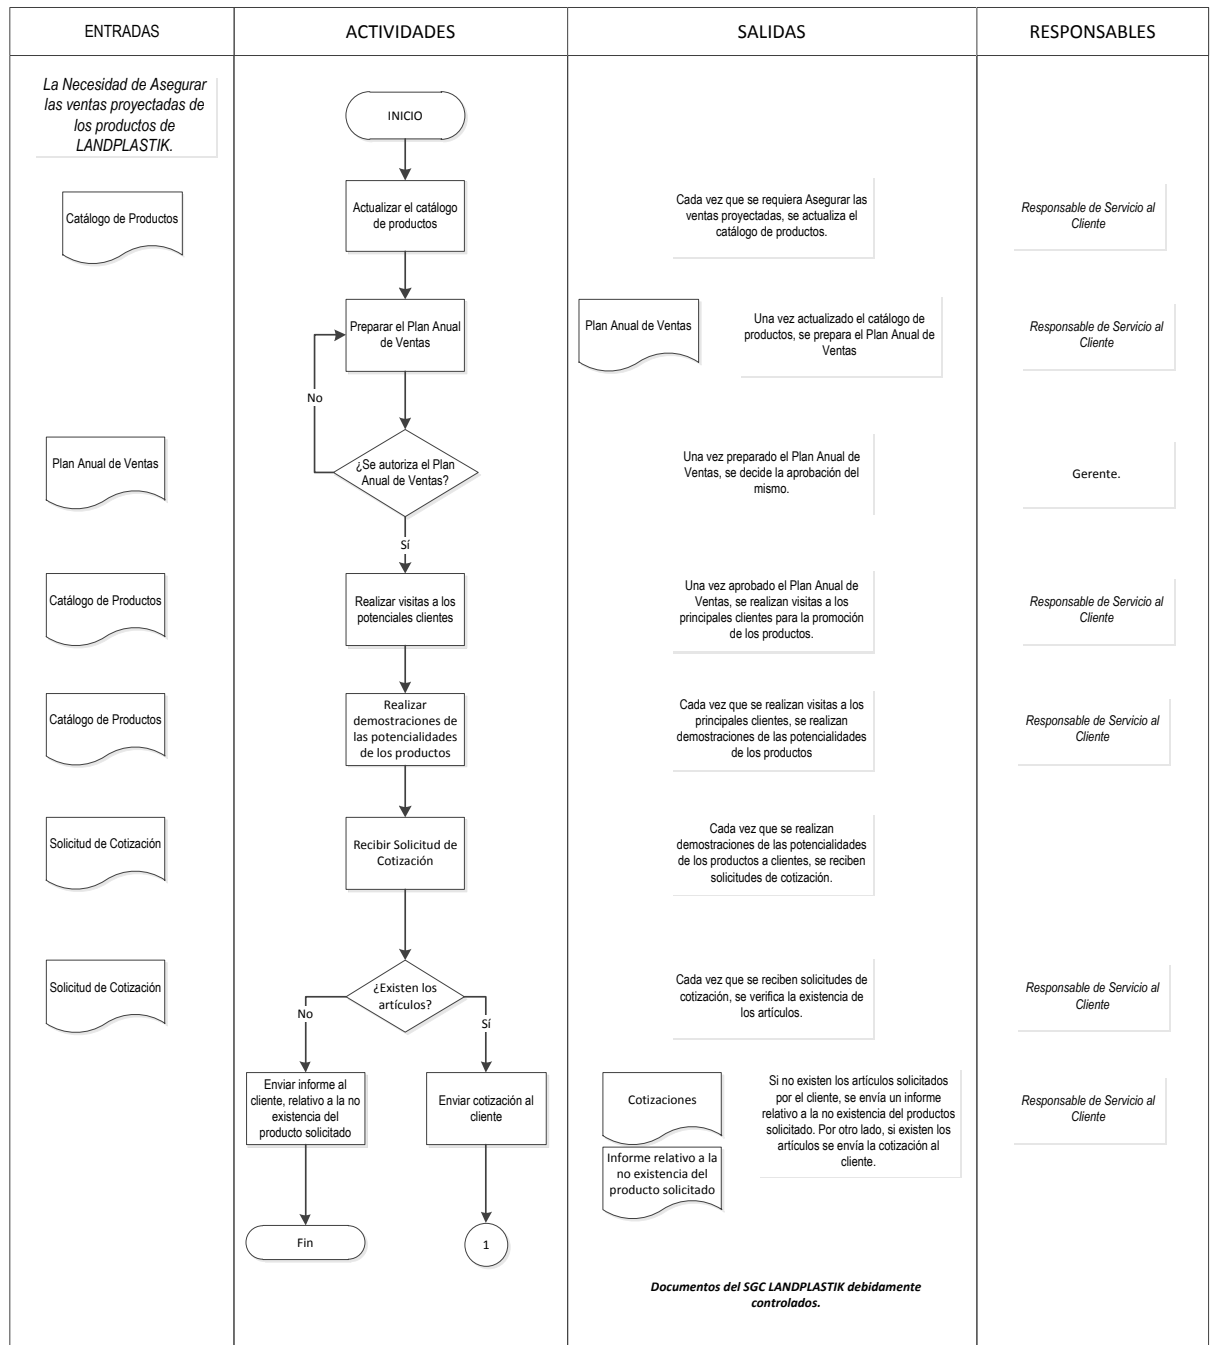 ENTRADAS
ACTIVIDADES
SALIDAS
RESPONSABLES
La Necesidad de Asegurar
las ventas proyectadas de
los productos de
LANDPLASTIK.
INICIO
Catálogo de Productos
Actualizar el catálogo
de productos
Cada vez que se requiera Asegurar las
ventas proyectadas, se actualiza el
catálogo de productos.
Responsable de Servicio al
Cliente
Preparar el Plan Anual
de Ventas
Plan Anual de Ventas
Una vez actualizado el catálogo de
productos, se prepara el Plan Anual de
Ventas
Responsable de Servicio al
Cliente
No
Plan Anual de Ventas
¿Se autoriza el Plan
Anual de Ventas?
Una vez preparado el Plan Anual de
Ventas, se decide la aprobación del
mismo.
Gerente.
Sí
Catálogo de Productos
Realizar visitas a los
potenciales clientes
Una vez aprobado el Plan Anual de
Ventas, se realizan visitas a los
principales clientes para la promoción
de los productos.
Responsable de Servicio al
Cliente
Catálogo de Productos
Realizar
demostraciones de
las potencialidades
de los productos
Cada vez que se realizan visitas a los
principales clientes, se realizan
demostraciones de las potencialidades
de los productos
Responsable de Servicio al
Cliente
Solicitud de Cotización
Recibir Solicitud de
Cotización
Cada vez que se realizan
demostraciones de las potencialidades
de los productos a clientes, se reciben
solicitudes de cotización.
Solicitud de Cotización
¿Existen los
artículos?
Cada vez que se reciben solicitudes de
cotización, se verifica la existencia de
los artículos.
Responsable de Servicio al
Cliente
No
Sí
Enviar informe al
cliente, relativo a la no
existencia del
producto solicitado
Enviar cotización al
cliente
Cotizaciones
Informe relativo a la
no existencia del
producto solicitado
Si no existen los artículos solicitados
por el cliente, se envía un informe
relativo a la no existencia del productos
solicitado. Por otro lado, si existen los
artículos se envía la cotización al
cliente.
Responsable de Servicio al
Cliente
Fin
1
Documentos del SGC LANDPLASTIK debidamente
controlados.